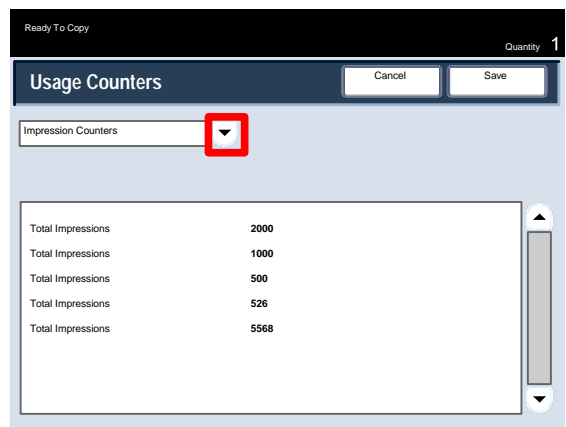 Ready To Copy
Quantity 1
Usage Counters Cancel Save
Impression Counters
Total Impressions 2000
Total Impressions 1000
Total Impressions 500
Total Impressions 526
Total Impressions 5568